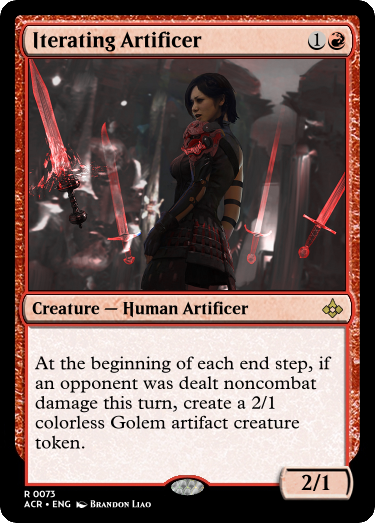 Iterating Artificer 1
Creature — Human Artificer
At the beginning of each end step, if
an opponent was dealt noncombat
damage this turn, create a 2/1
colorless Golem artifact creature
token.
2/1
R 0073
ACR • ENG Brandon Liao